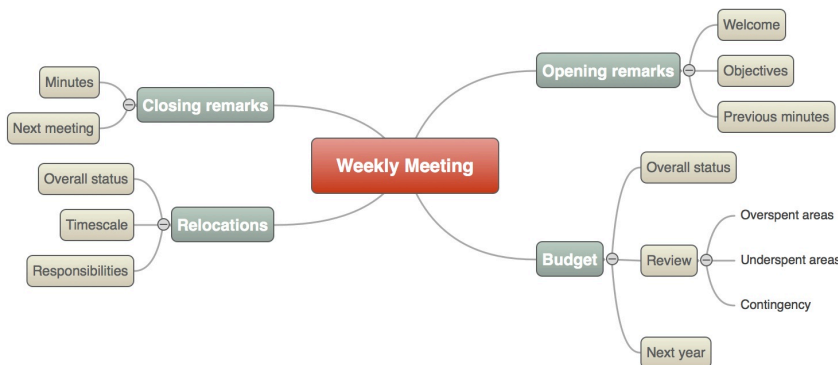 Weekly Meeting
Opening remarks
Welcome
Objectives
Previous minutes
Budget
Overall status
Review
Overspent areas
Underspent areas
Contingency
Next year
Closing remarks
Minutes
Next meeting
Relocations
Overall status
Timescale
Responsibilities